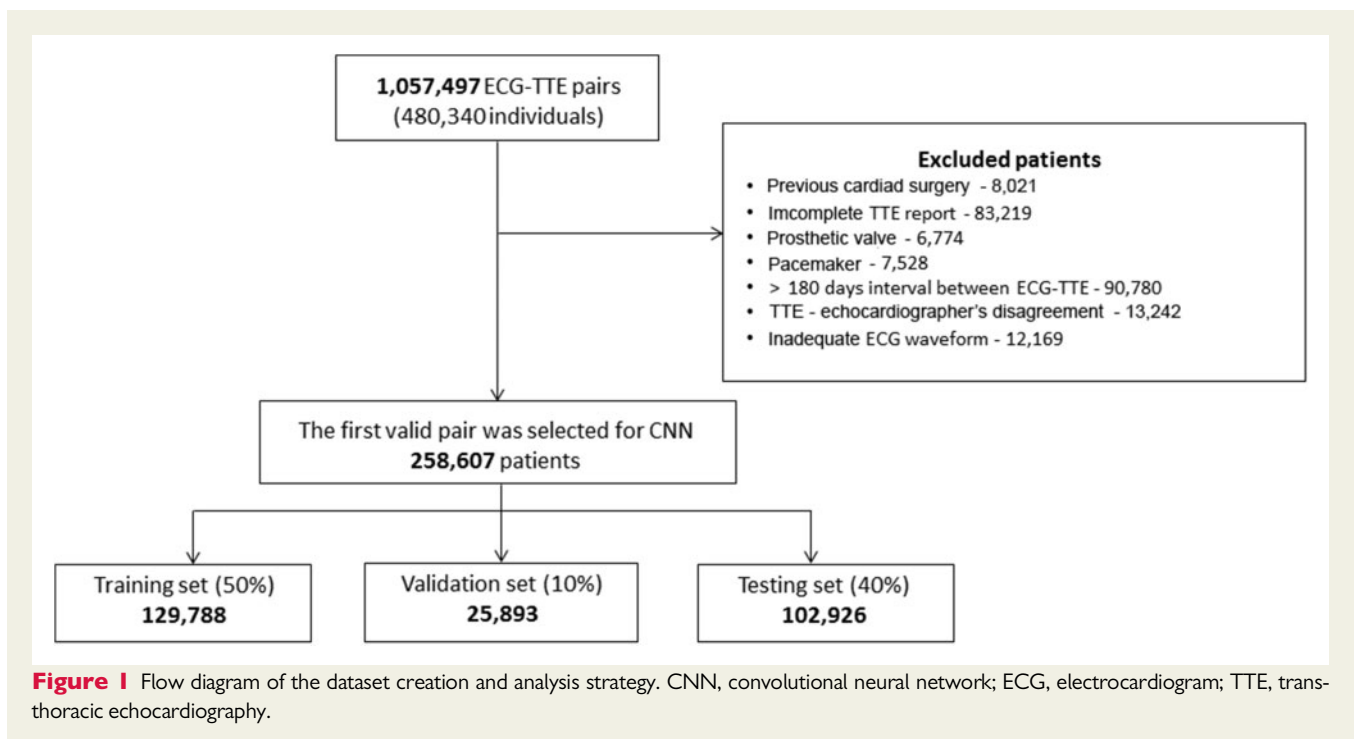 1,057,497 ECG-TTE pairs
(480,340 individuals)
Excluded patients
• Previous cardiad surgery - 8,021
• Imcomplete TTE report - 83,219
• Prosthetic valve - 6,774
• Pacemaker - 7,528
• > 180 days interval between ECG-TTE - 90,780
• TTE - echocardiographer's disagreement - 13,242
• Inadequate ECG waveform - 12,169
The first valid pair was selected for CNN
258,607 patients
Training set (50%)
129,788
Validation set (10%)
25,893
Testing set (40%)
102,926
Figure 1 Flow diagram of the dataset creation and analysis strategy. CNN, convolutional neural network; ECG, electrocardiogram; TTE, trans-
thoracic echocardiography.